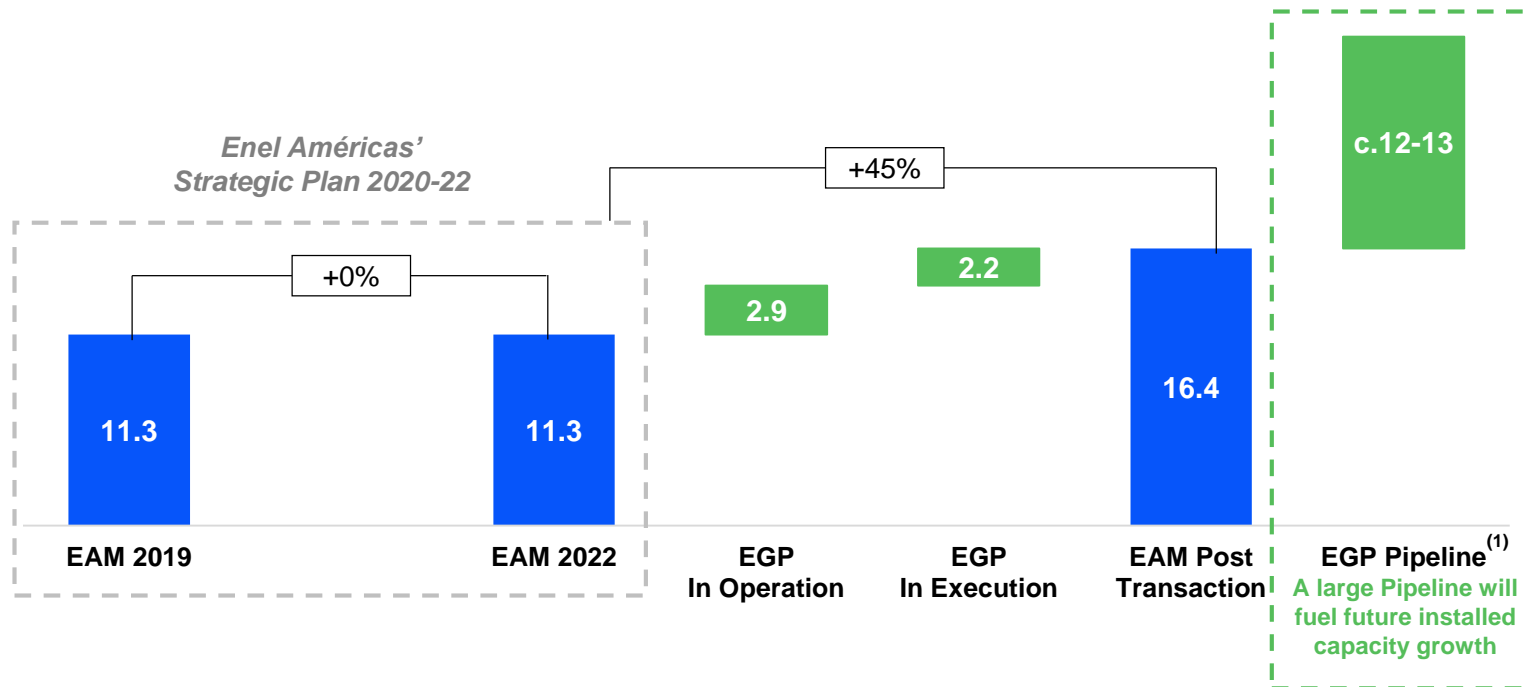 Enel Américas’
Strategic Plan 2020-22
+0%
+45%
c.12-13
11.3
11.3
2.9
2.2
16.4
EAM 2019
EAM 2022
EGP
In Operation
EGP
In Execution
EAM Post
Transaction
EGP Pipeline(1)
A large Pipeline will
fuel future installed
capacity growth